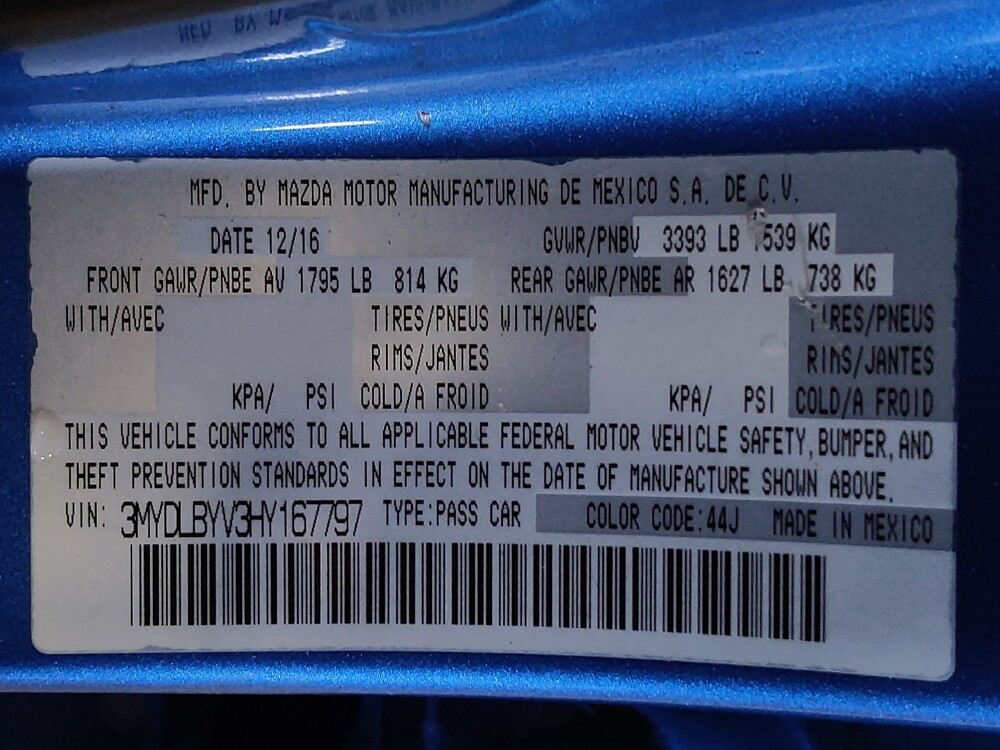 MFD. BY MAZDA MOTOR MANUFACTURING DE MEXICO S.A. DE C.V.
DATE 12/16 GVWR/PNBV 3393 LB 539 KG
FRONT GAWR/PNBE AV 1795 LB 814 KG REAR GAWR/PNBE AR 1627 LB 738 KG
WITH/AVEC TIRES/PNEUS WITH/AVEC TIRES/PNEUS
RIMS/JANTES RIMS/JANTES
KPA/ PSI COLD/A FROID KPA/ PSI COLD/A FROID
THIS VEHICLE CONFORMS TO ALL APPLICABLE FEDERAL MOTOR VEHICLE SAFETY, BUMPER, AND
THEFT PREVENTION STANDARDS IN EFFECT ON THE DATE OF MANUFACTURE SHOWN ABOVE.
VIN: 3MYDLBYV3HY167797 TYPE:PASS CAR COLOR CODE:44J MADE IN MEXICO